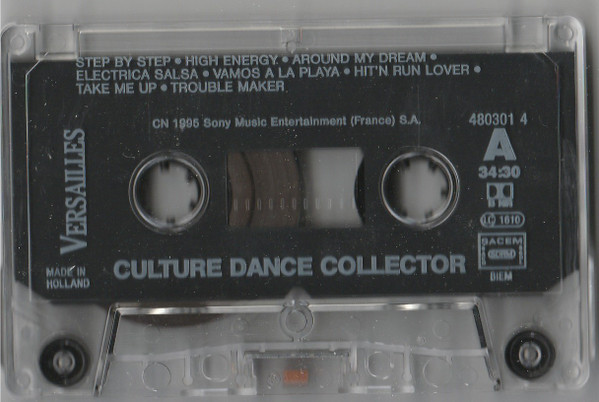 STEP BY STEP • HIGH ENERGY • AROUND MY DREAM •
ELECTRICA SALSA • VAMOS A LA PLAYA • HIT'N RUN LOVER •
TAKE ME UP • TROUBLE MAKER
CN 1995 Sony Music Entertainment (France) S.A.
480301 4
A
34:30
LC 1610
SACEM
BIEM
VERSAILLES
MADE IN
HOLLAND
CULTURE DANCE COLLECTOR